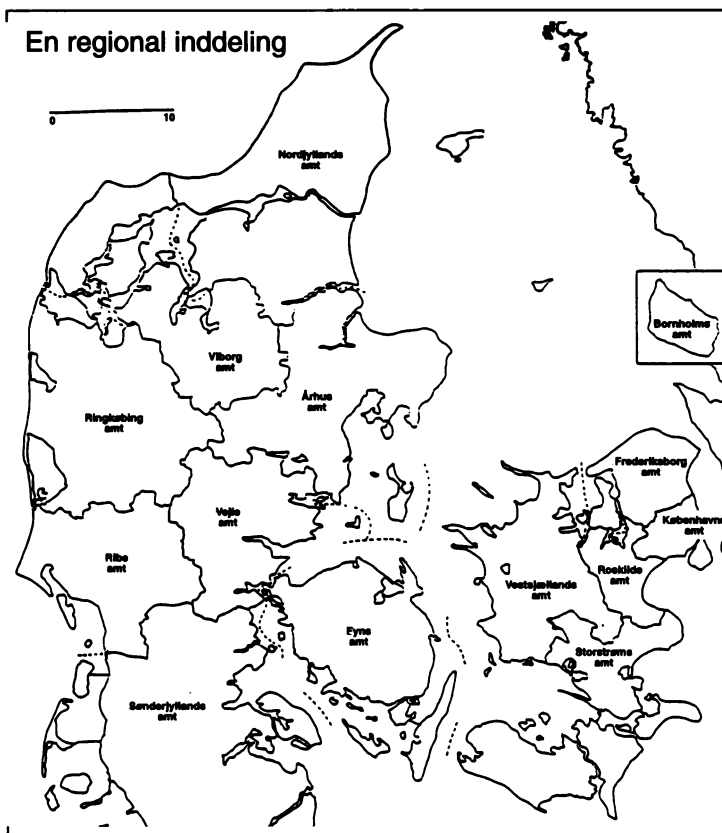 En regional inddeling
0 10
Nordjyllands
amt
Bornholms
amt
Viborg
amt
Århus
amt
Ringkøbing
amt
Frederiksborg
amt
Københavns
amt
Vejle
amt
Ribe
amt
Roskilde
amt
Vestsjællands
amt
Fyns
amt
Storstrøms
amt
Sønderjyllands
amt